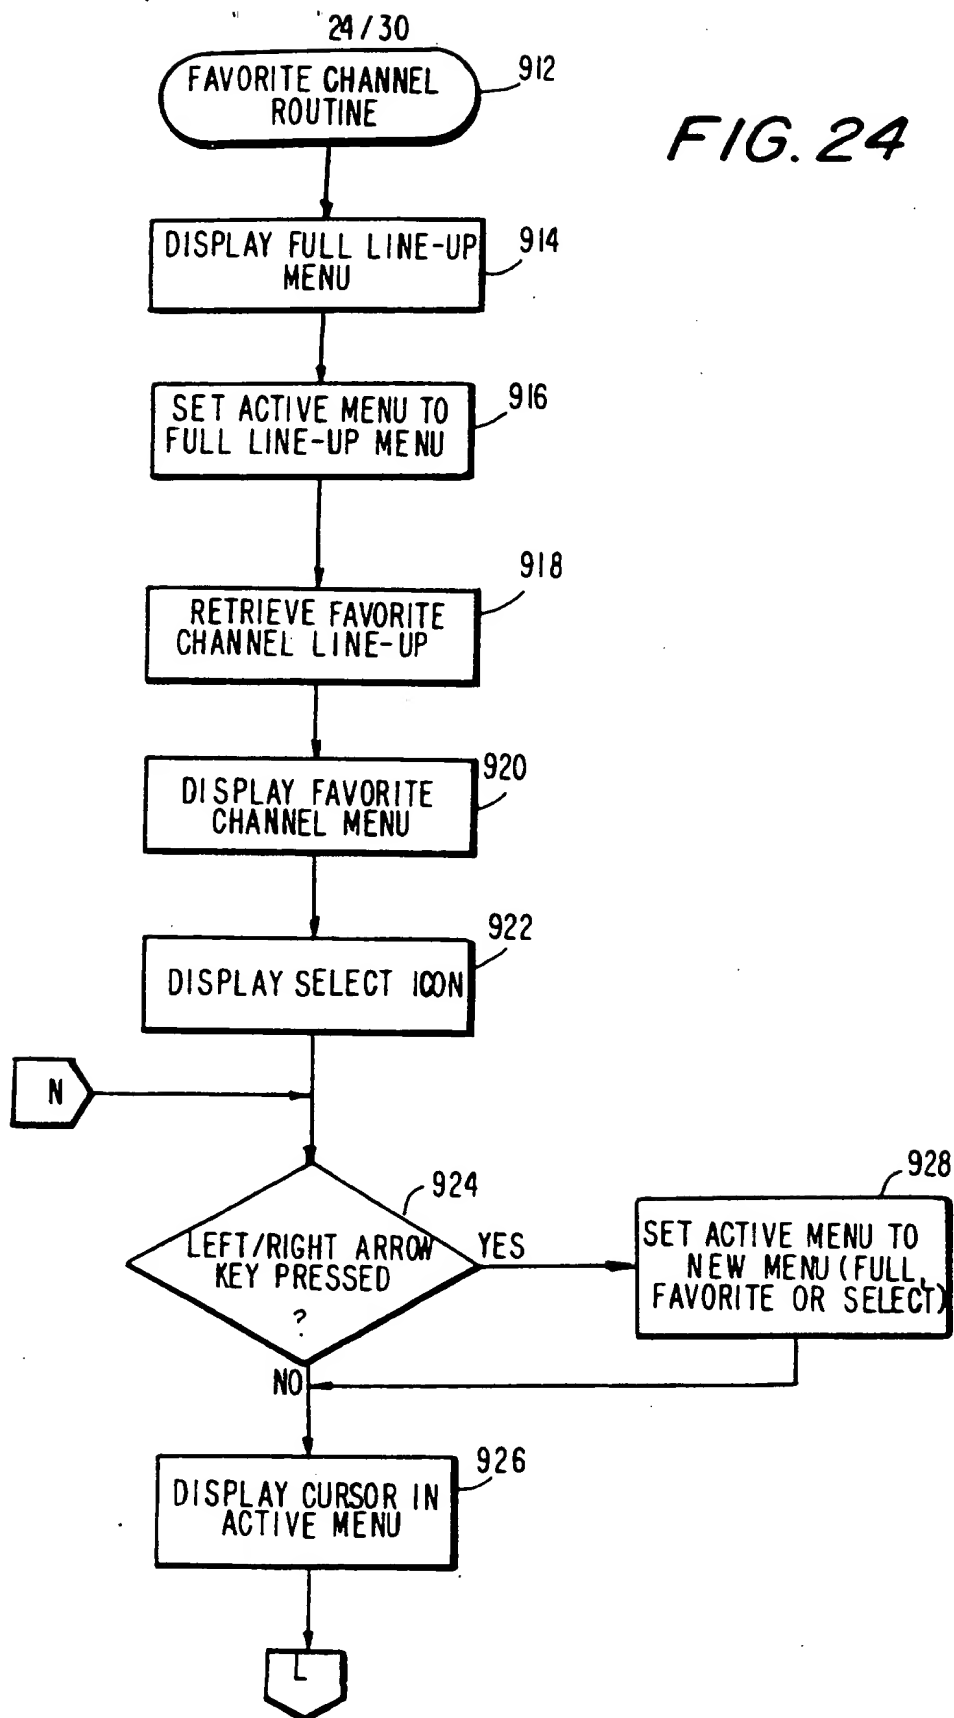 24/30
FAVORITE CHANNEL
ROUTINE
912
FIG. 24
DISPLAY FULL LINE-UP
MENU
914
SET ACTIVE MENU TO
FULL LINE-UP MENU
916
RETRIEVE FAVORITE
CHANNEL LINE-UP
918
DISPLAY FAVORITE
CHANNEL MENU
920
DISPLAY SELECT ICON
922
N
LEFT/RIGHT ARROW
KEY PRESSED
?
924
YES
SET ACTIVE MENU TO
NEW MENU (FULL,
FAVORITE OR SELECT)
928
NO
DISPLAY CURSOR IN
ACTIVE MENU
926
L